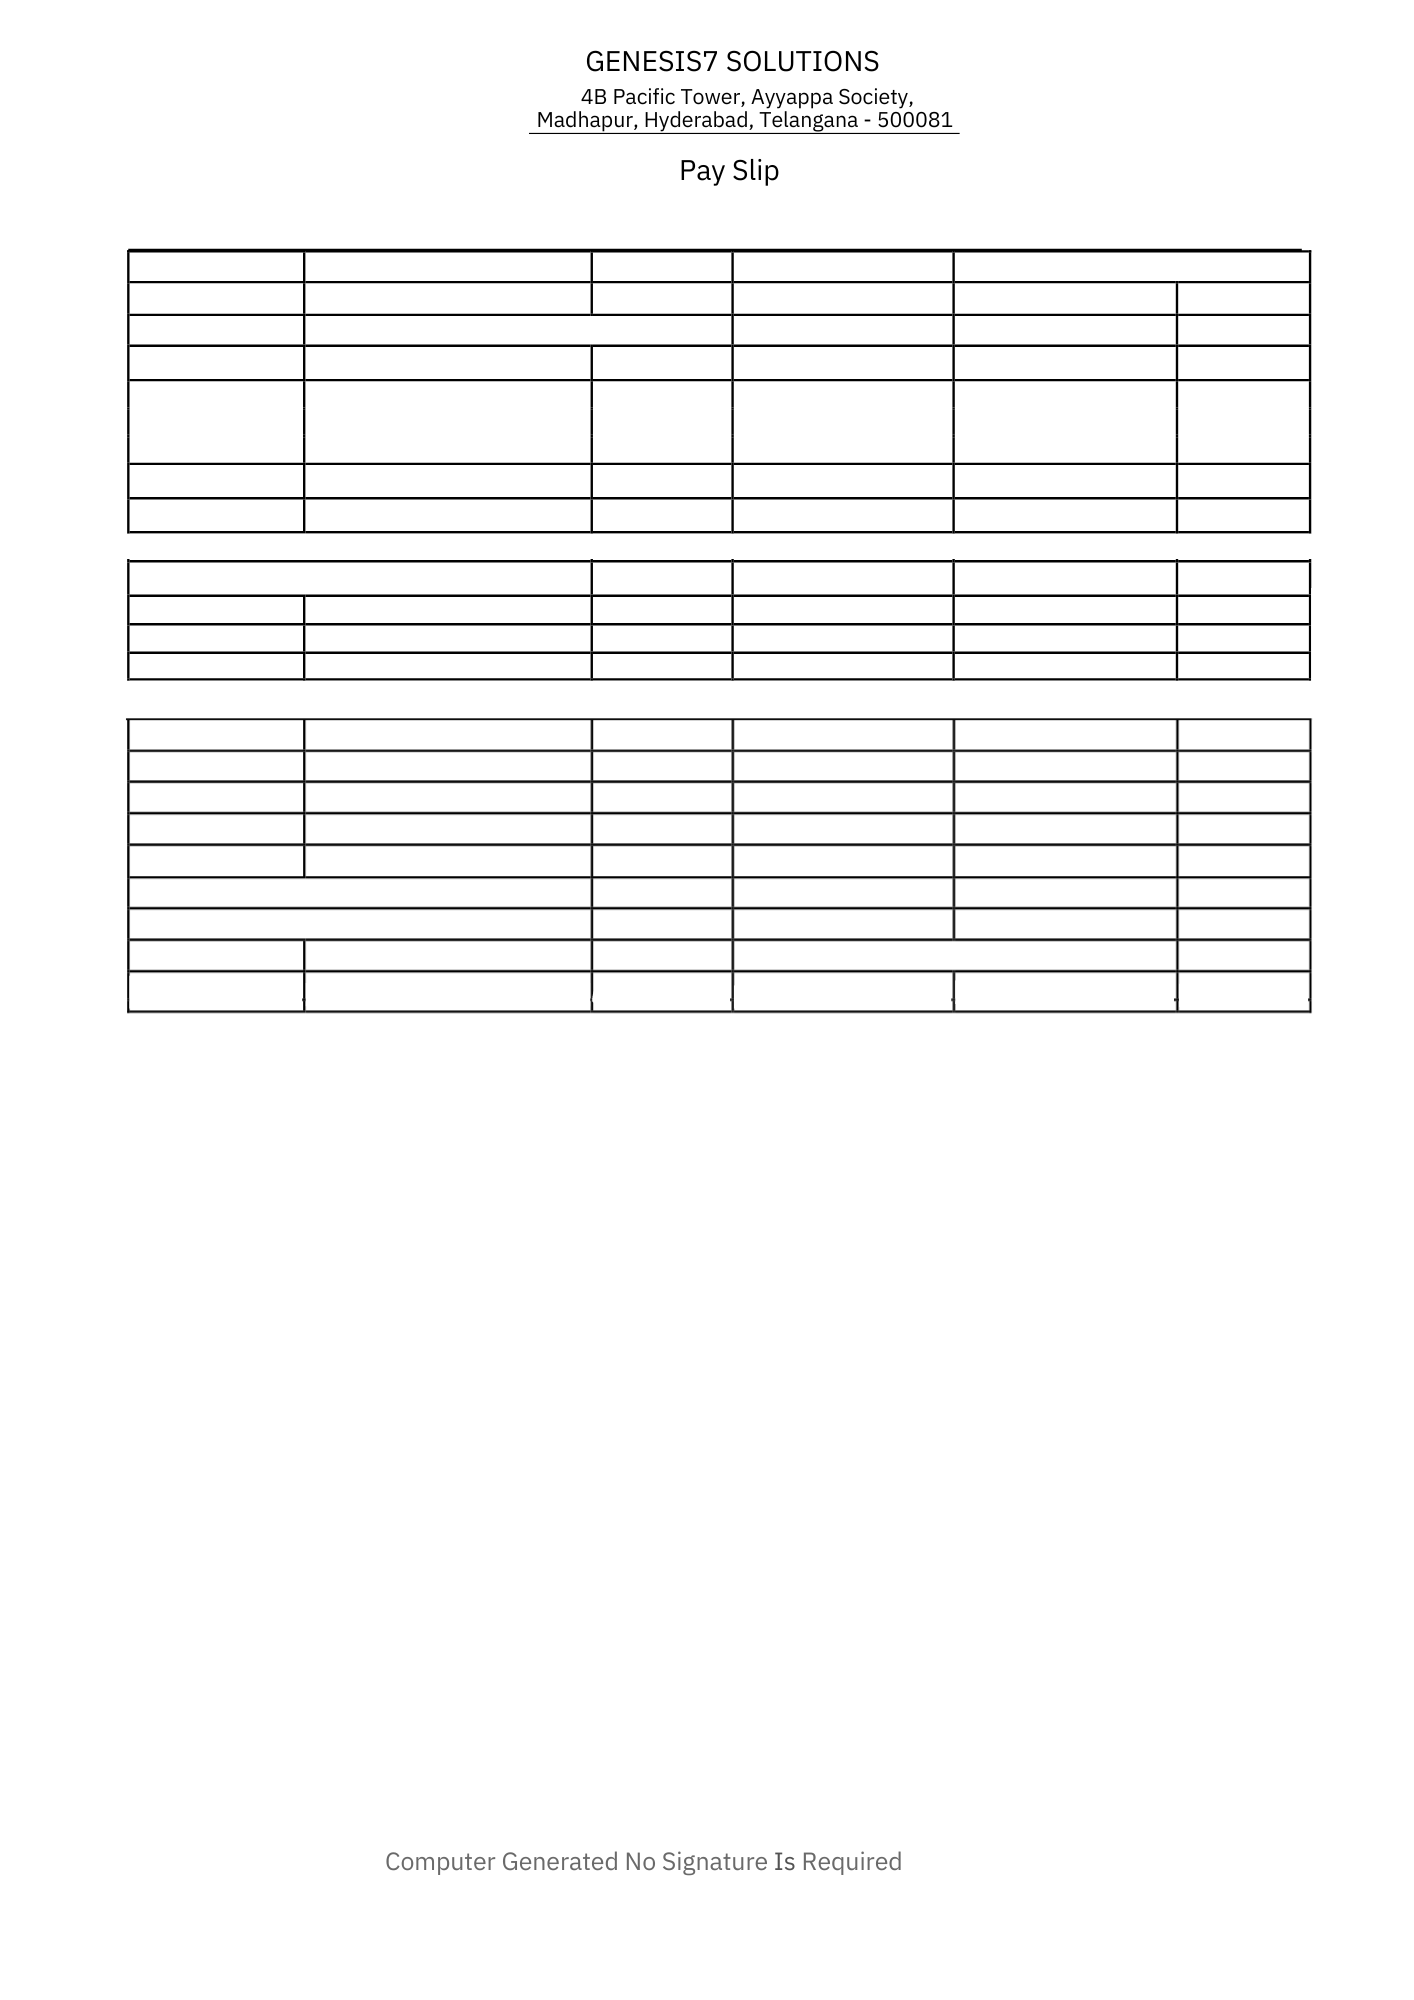 GENESIS7 SOLUTIONS
4B Pacific Tower, Ayyappa Society,
Madhapur, Hyderabad, Telangana - 500081
Pay Slip
Computer Generated No Signature Is Required